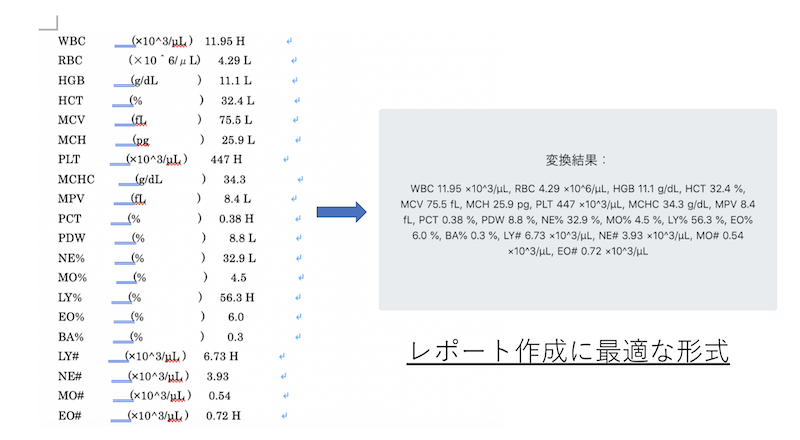 WBC (×10^3/μL) 11.95 H
RBC (×10＾6/μL) 4.29 L
HGB (g/dL ) 11.1 L
HCT (% ) 32.4 L
MCV (fL ) 75.5 L
MCH (pg ) 25.9 L
PLT (×10^3/μL) 447 H
MCHC (g/dL ) 34.3
MPV (fL ) 8.4 L
PCT (% ) 0.38 H
PDW (% ) 8.8 L
NE% (% ) 32.9 L
MO% (% ) 4.5
LY% (% ) 56.3 H
EO% (% ) 6.0
BA% (% ) 0.3
LY# (×10^3/μL) 6.73 H
NE# (×10^3/μL) 3.93
MO# (×10^3/μL) 0.54
EO# (×10^3/μL) 0.72 H
変換結果：
WBC 11.95 ×10^3/μL, RBC 4.29 ×10^6/μL, HGB 11.1 g/dL, HCT 32.4 %,
MCV 75.5 fL, MCH 25.9 pg, PLT 447 ×10^3/μL, MCHC 34.3 g/dL, MPV 8.4
fL, PCT 0.38 %, PDW 8.8 %, NE% 32.9 %, MO% 4.5 %, LY% 56.3 %, EO%
6.0 %, BA% 0.3 %, LY# 6.73 ×10^3/μL, NE# 3.93 ×10^3/μL, MO# 0.54
×10^3/μL, EO# 0.72 ×10^3/μL
レポート作成に最適な形式